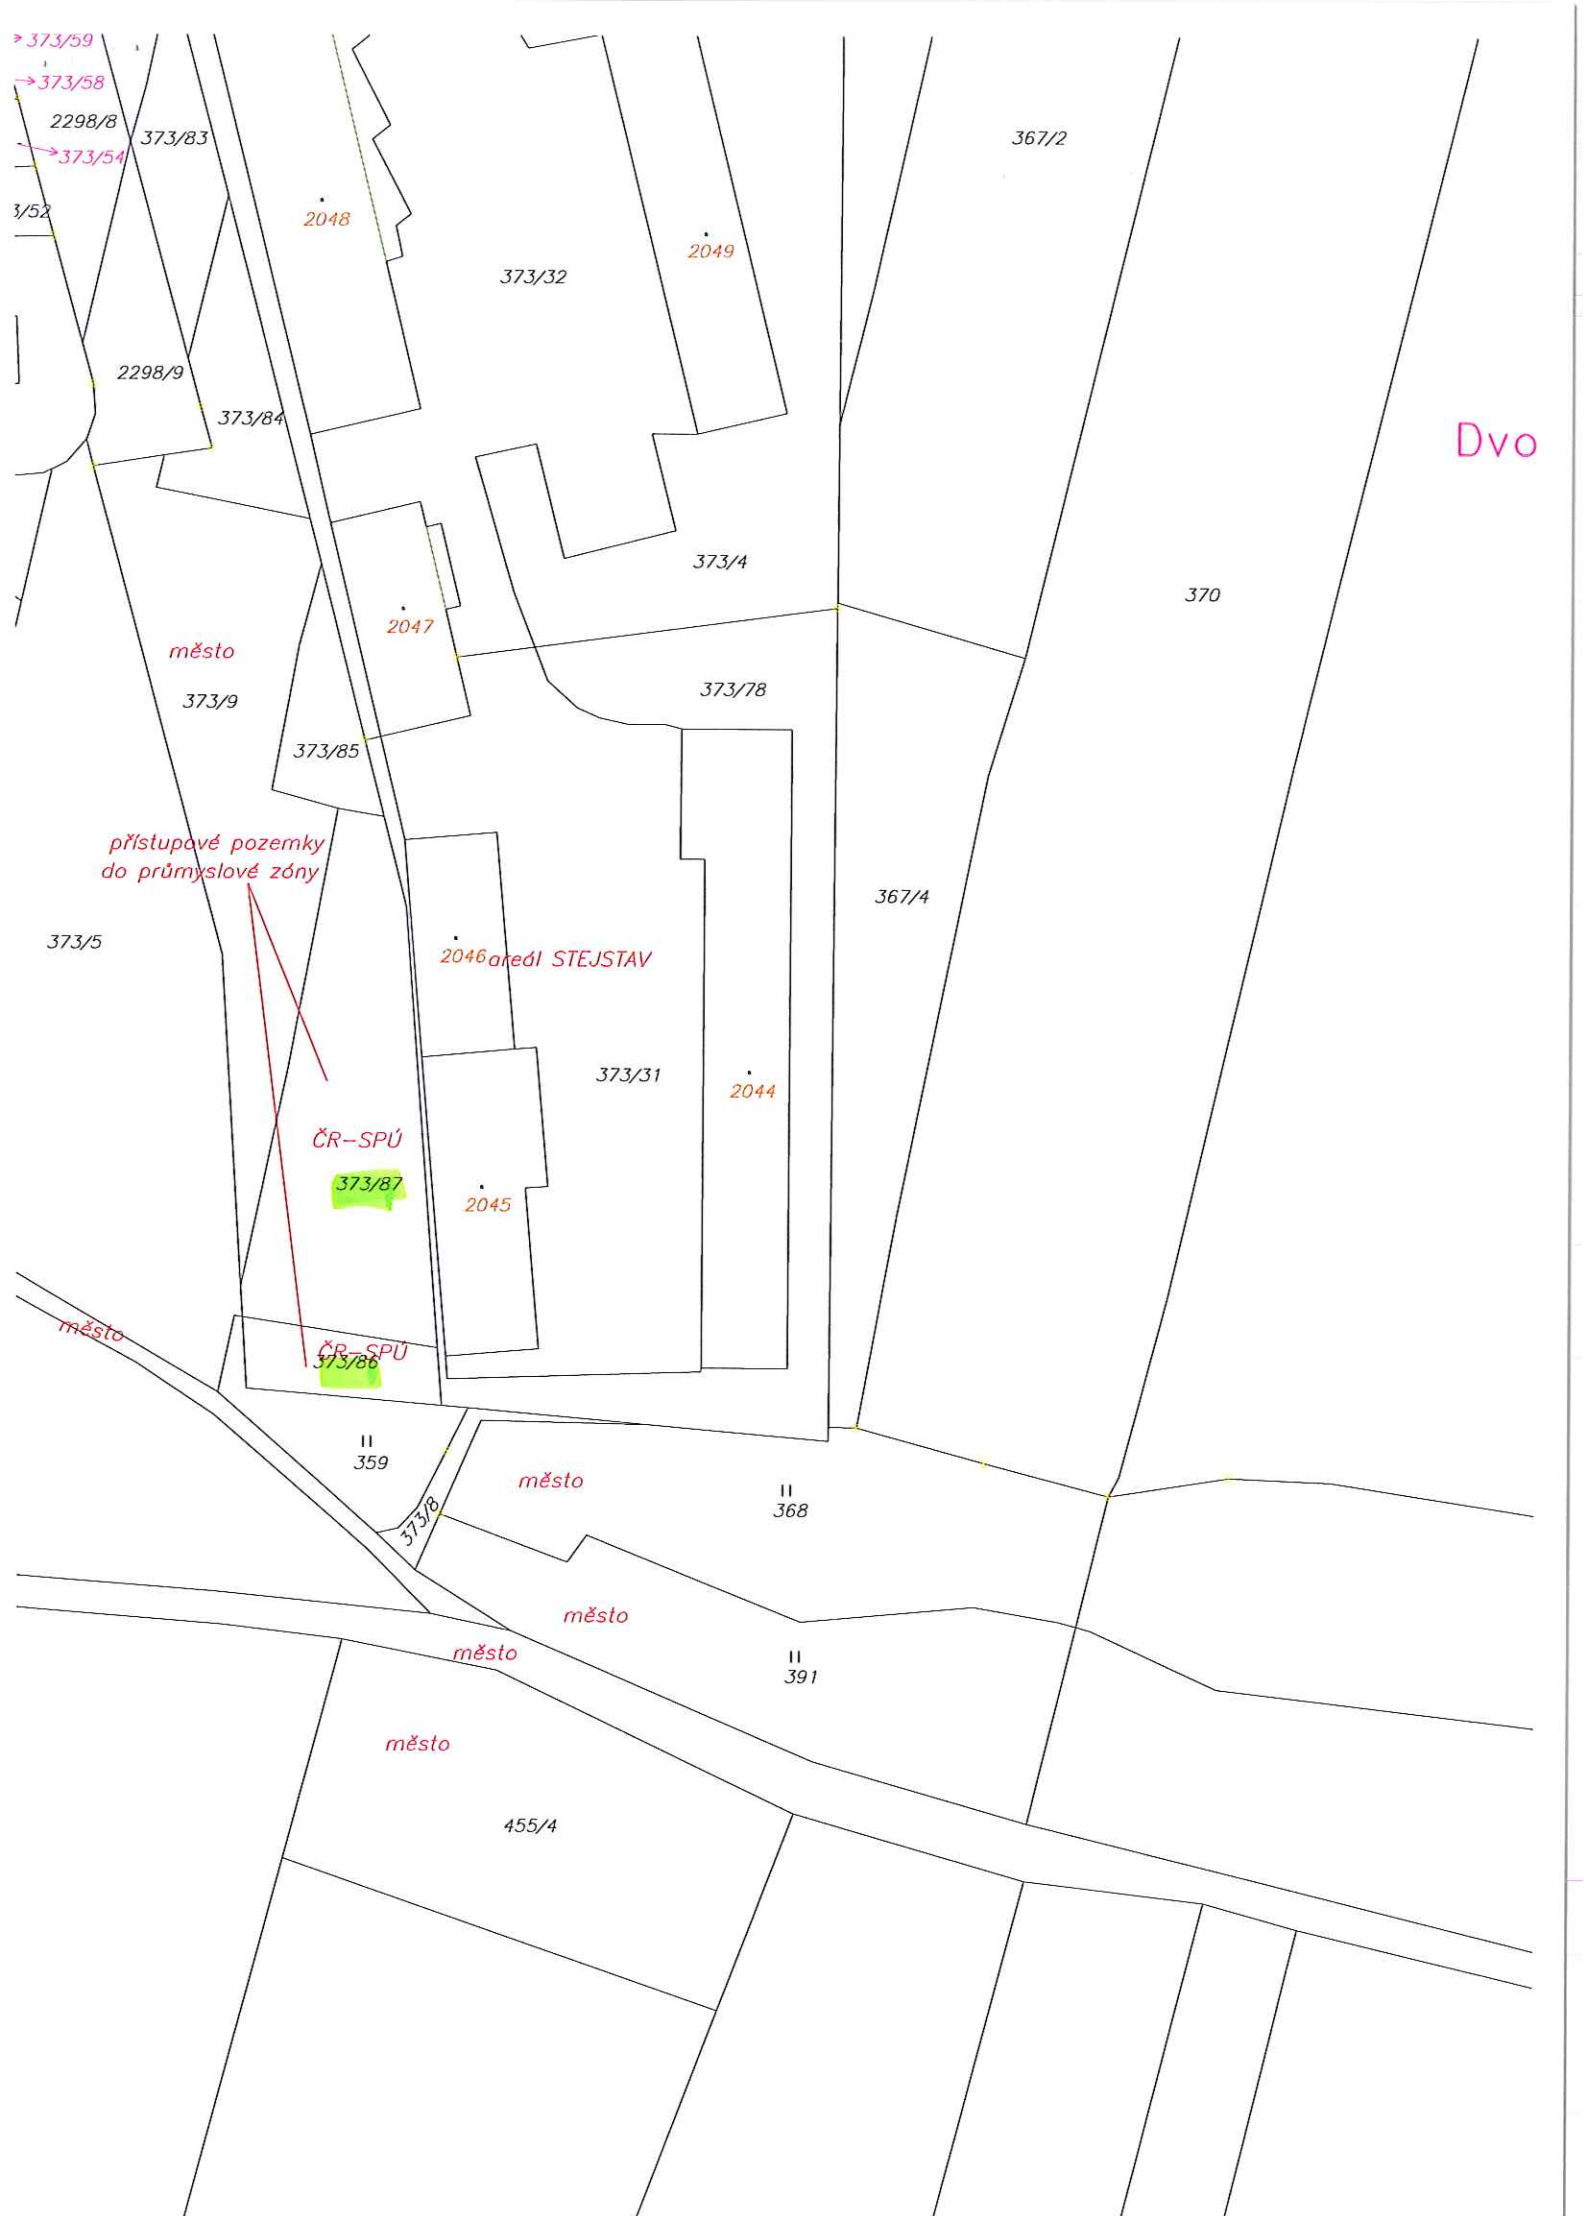 373/59
373/58
2298/8
373/83
367/2
373/54
3/52
2048
2049
373/32
2298/9
373/84
Dvo
373/4
370
2047
město
373/78
373/9
373/85
přístupové pozemky
do průmyslové zóny
367/4
373/5
2046
areál STEJSTAV
373/31
2044
ČR-SPÚ
373/87
2045
město
ČR-SPÚ
373/86
359
město
368
373/8
město
město
391
město
455/4